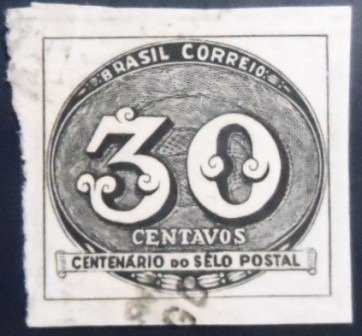 BRASIL CORREIO
30
CENTAVOS
CENTENÁRIO DO SÊLO POSTAL